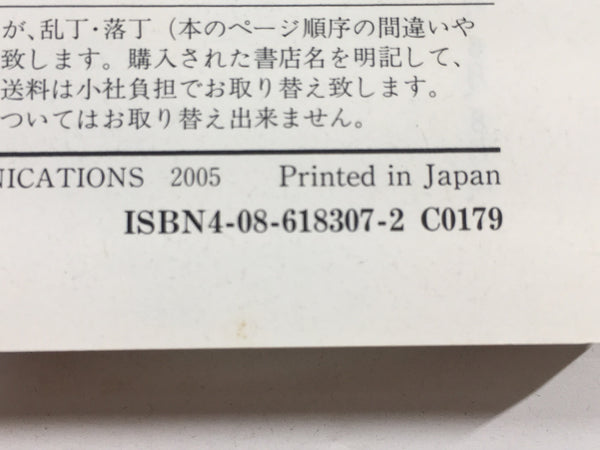 が、乱丁・落丁(本のページ順序の間違いや
致します。購入された書店名を明記して、
送料は小社負担でお取り替え致します。
ついてはお取り替え出来ません。
NICATIONS 2005 Printed in Japan
ISBN4-08-618307-2 C0179